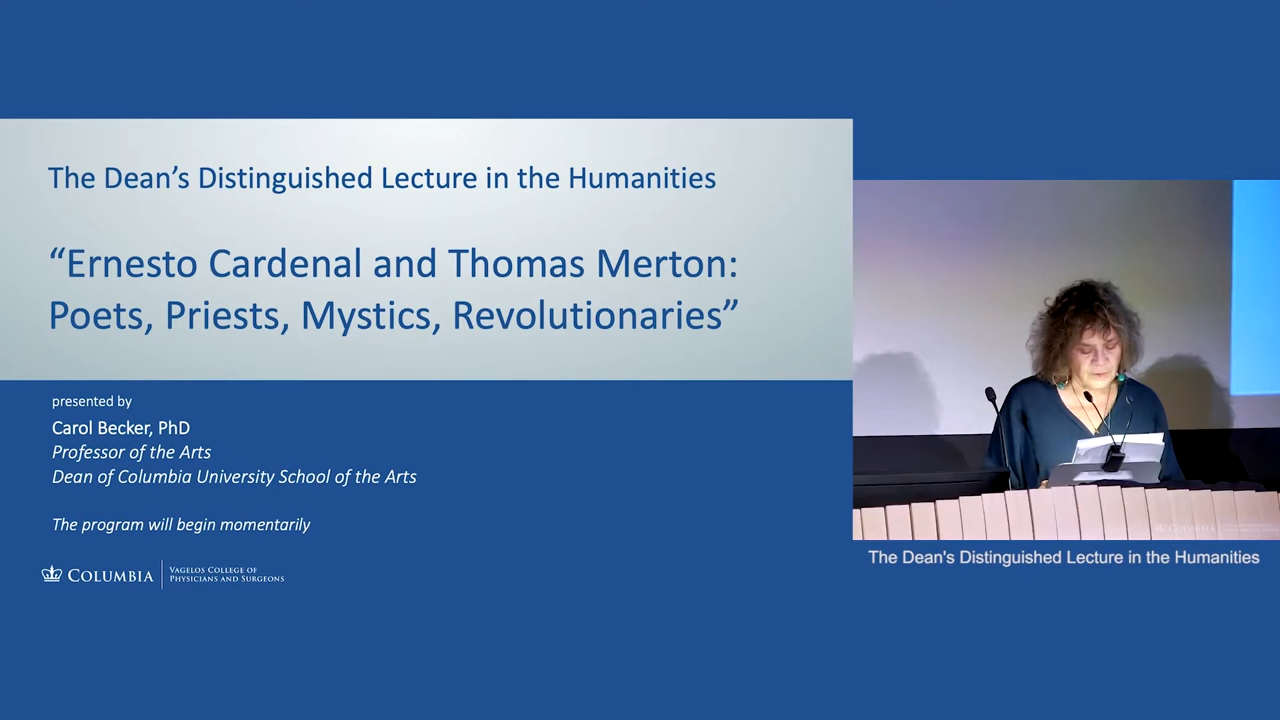 The Dean’s Distinguished Lecture in the Humanities
“Ernesto Cardenal and Thomas Merton:
Poets, Priests, Mystics, Revolutionaries”
presented by
Carol Becker, PhD
Professor of the Arts
Dean of Columbia University School of the Arts
The program will begin momentarily
COLUMBIA
VAGELOS COLLEGE OF
PHYSICIANS AND SURGEONS
COLUMBIA
The Dean's Distinguished Lecture in the Humanities